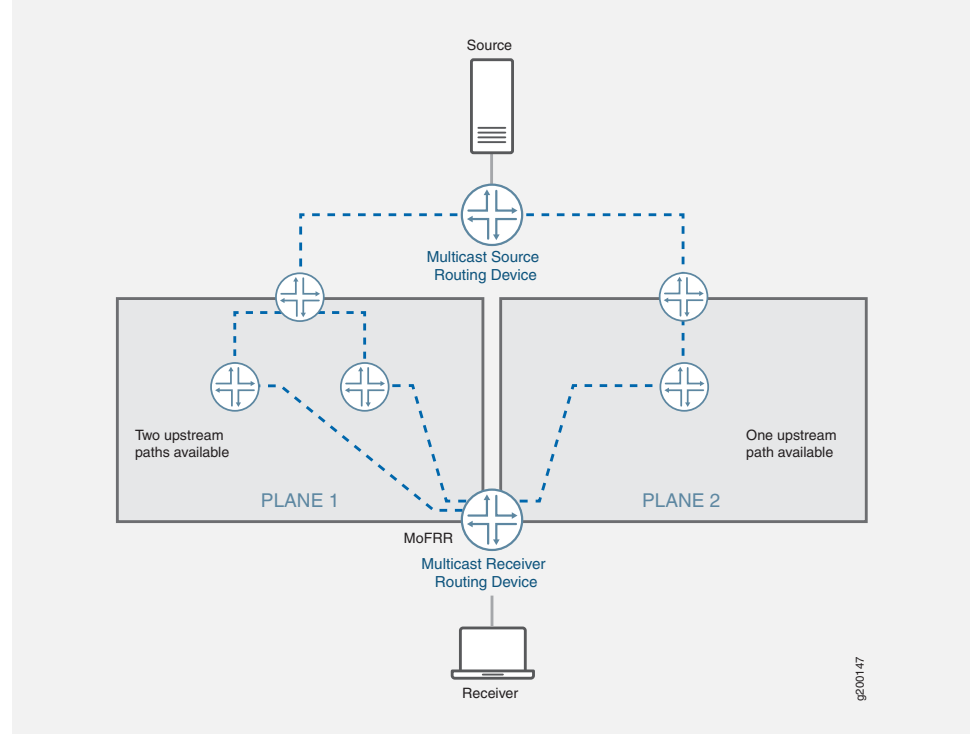 Source
Multicast Source
Routing Device
Two upstream
paths available
One upstream
path available
PLANE 1
PLANE 2
MoFRR
Multicast Receiver
Routing Device
Receiver
g200147